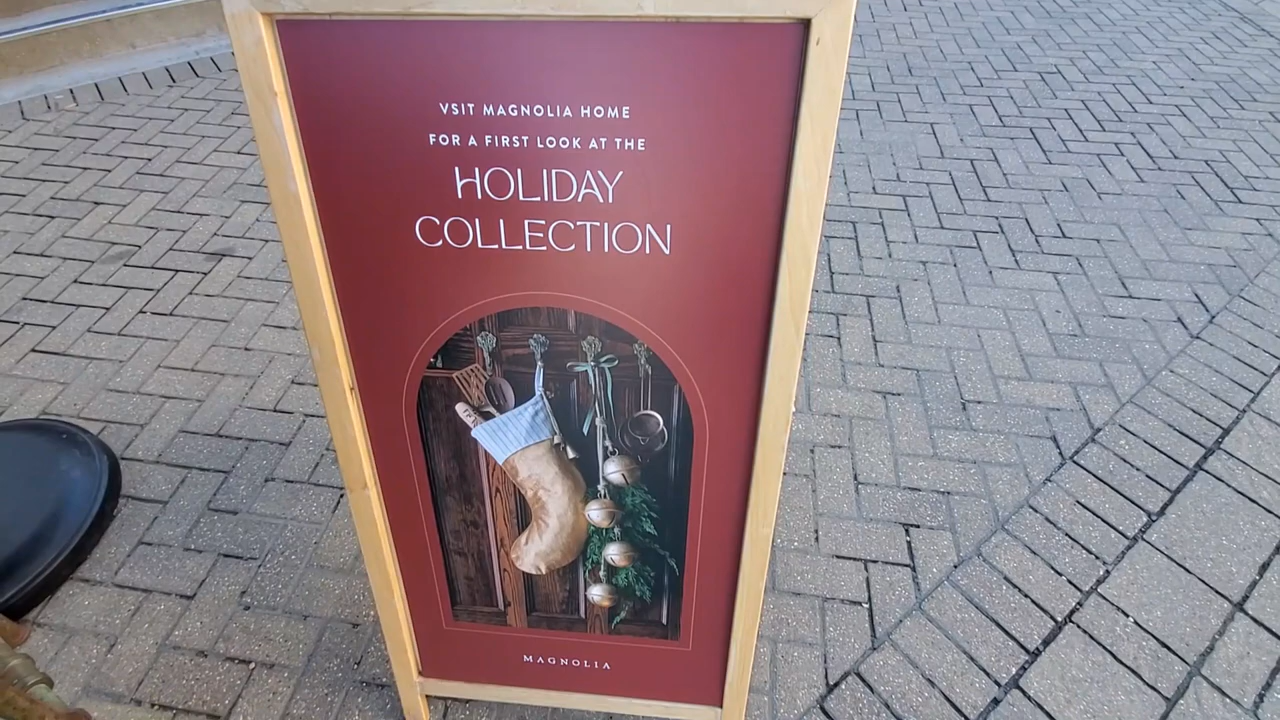 VSIT MAGNOLIA HOME
FOR A FIRST LOOK AT THE
HOLIDAY
COLLECTION
MAGNOLIA